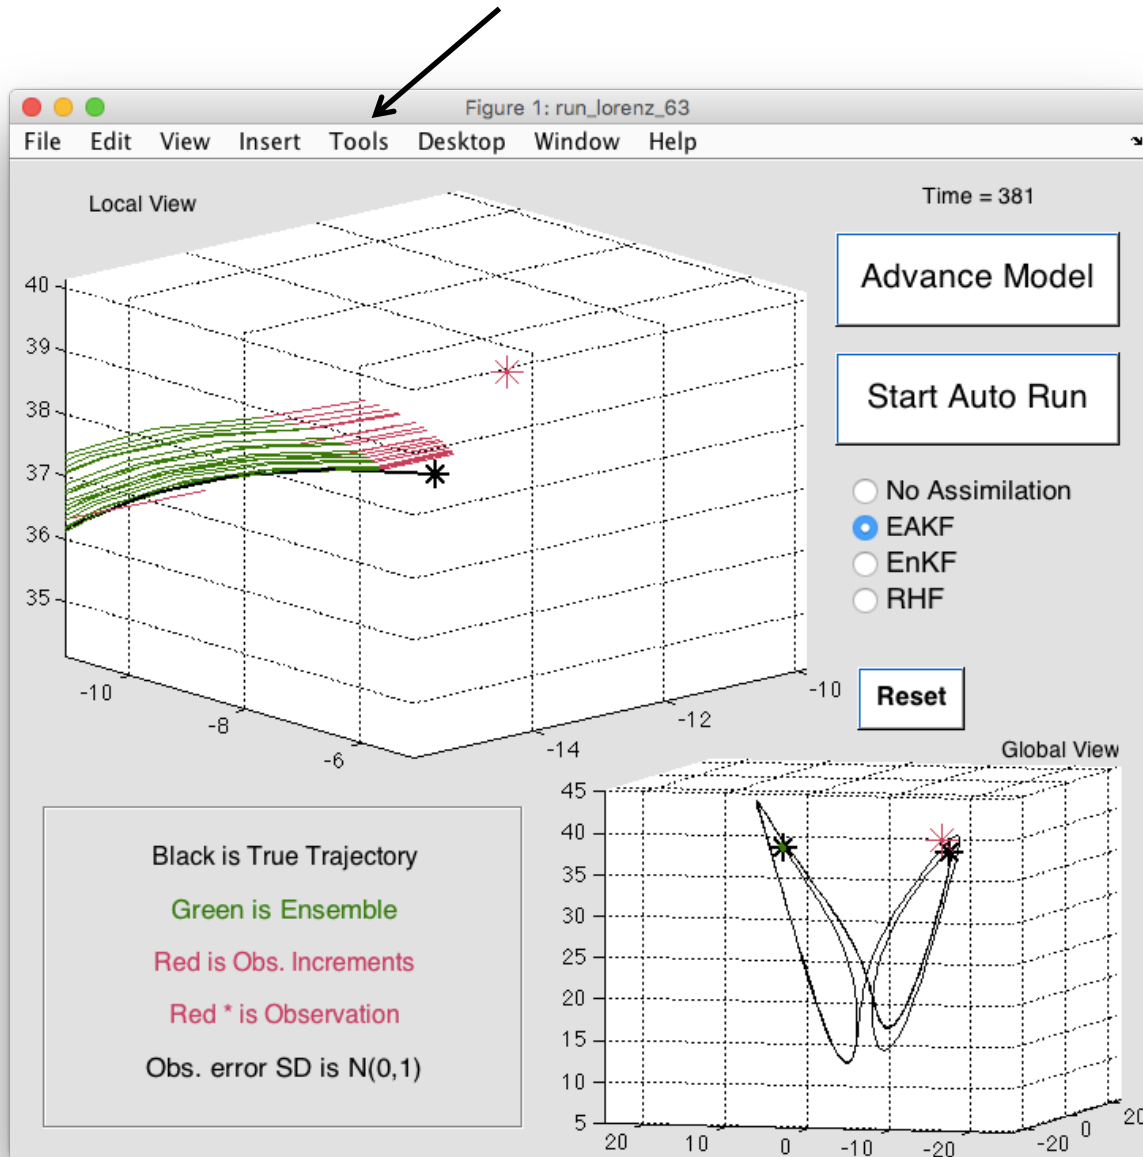 Figure 1: run_lorenz_63
File Edit View Insert Tools Desktop Window Help
Local View
Time = 381
40
39
38
37
36
35
-10
-8
-6
-14
-12
-10
Advance Model
Start Auto Run
No Assimilation
EAKF
EnKF
RHF
Reset
Global View
45
40
35
30
25
20
15
10
5
20 10 0 -10 -20
-20 0 20
Black is True Trajectory
Green is Ensemble
Red is Obs. Increments
Red * is Observation
Obs. error SD is N(0,1)